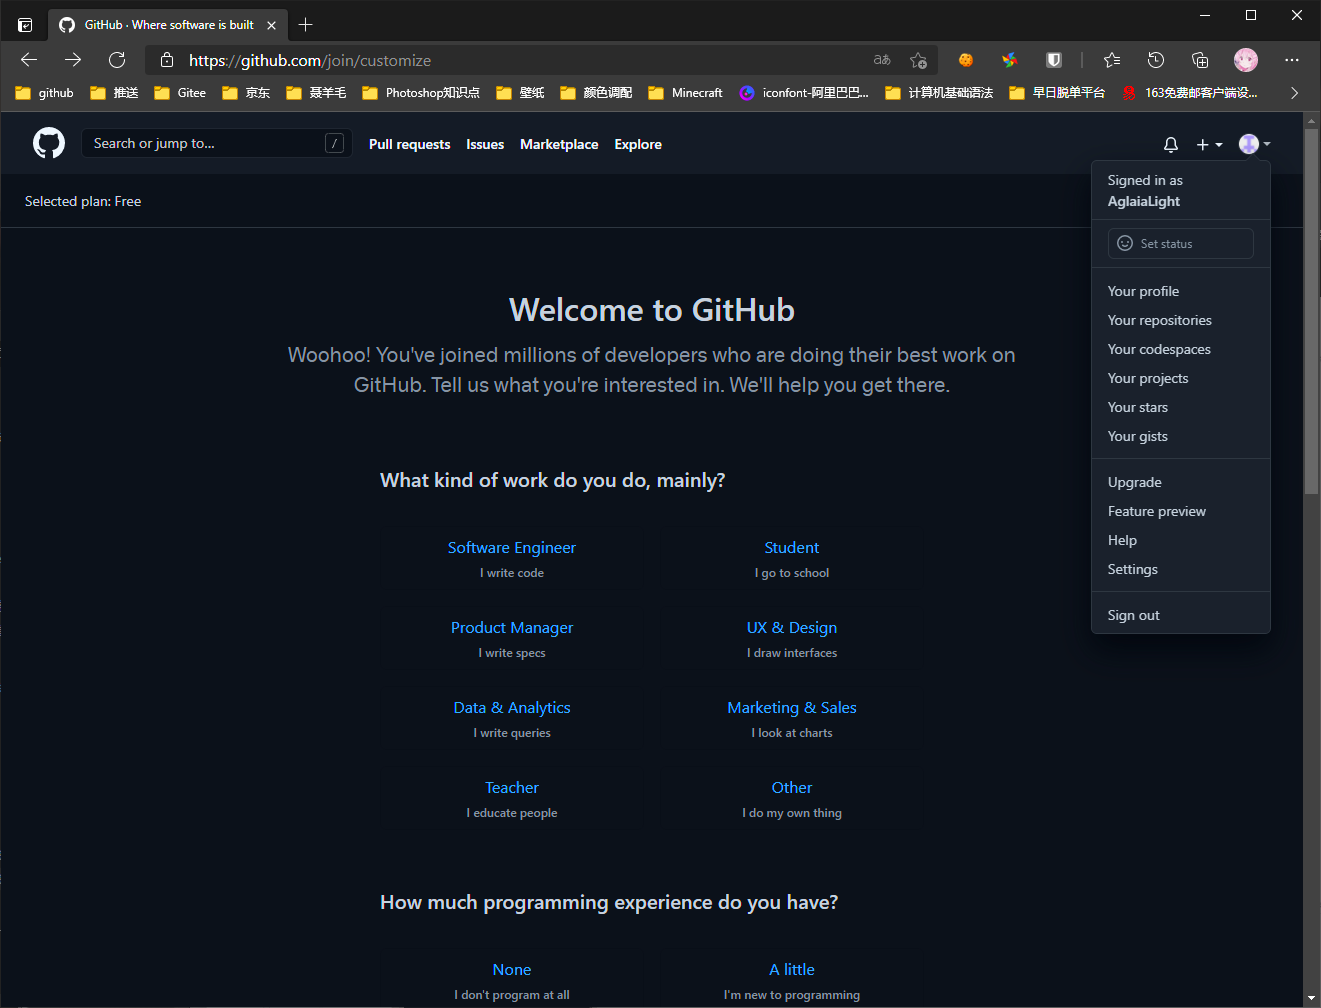 GitHub · Where software is built
https://github.com/join/customize
github
推送
Gitee
京东
聂羊毛
Photoshop知识点
壁纸
颜色调配
Minecraft
iconfont-阿里巴巴...
计算机基础语法
早日脱单平台
163免费邮客户端设...
Search or jump to...
/
Pull requests
Issues
Marketplace
Explore
Selected plan: Free
Signed in as
AglaiaLight
Set status
Your profile
Your repositories
Your codespaces
Your projects
Your stars
Your gists
Upgrade
Feature preview
Help
Settings
Sign out
Welcome to GitHub
Woohoo! You've joined millions of developers who are doing their best work on
GitHub. Tell us what you're interested in. We'll help you get there.
What kind of work do you do, mainly?
Software Engineer
I write code
Student
I go to school
Product Manager
I write specs
UX & Design
I draw interfaces
Data & Analytics
I write queries
Marketing & Sales
I look at charts
Teacher
I educate people
Other
I do my own thing
How much programming experience do you have?
None
I don't program at all
A little
I'm new to programming